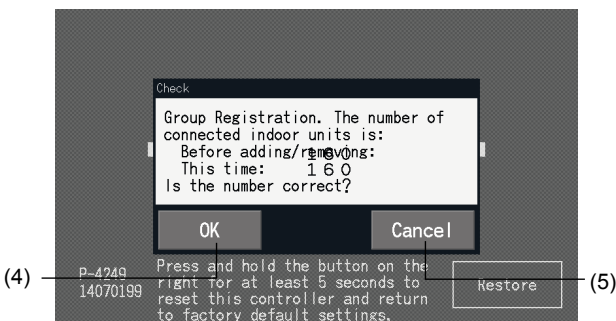 Check
Group Registration. The number of
connected indoor units is:
Before adding/removing: 160
This time: 160
Is the number correct?
OK Cancel
(4) (5)
P-4249
14070199
Press and hold the button on the
right for at least 5 seconds to
reset this controller and return
to factory default settings.
Restore